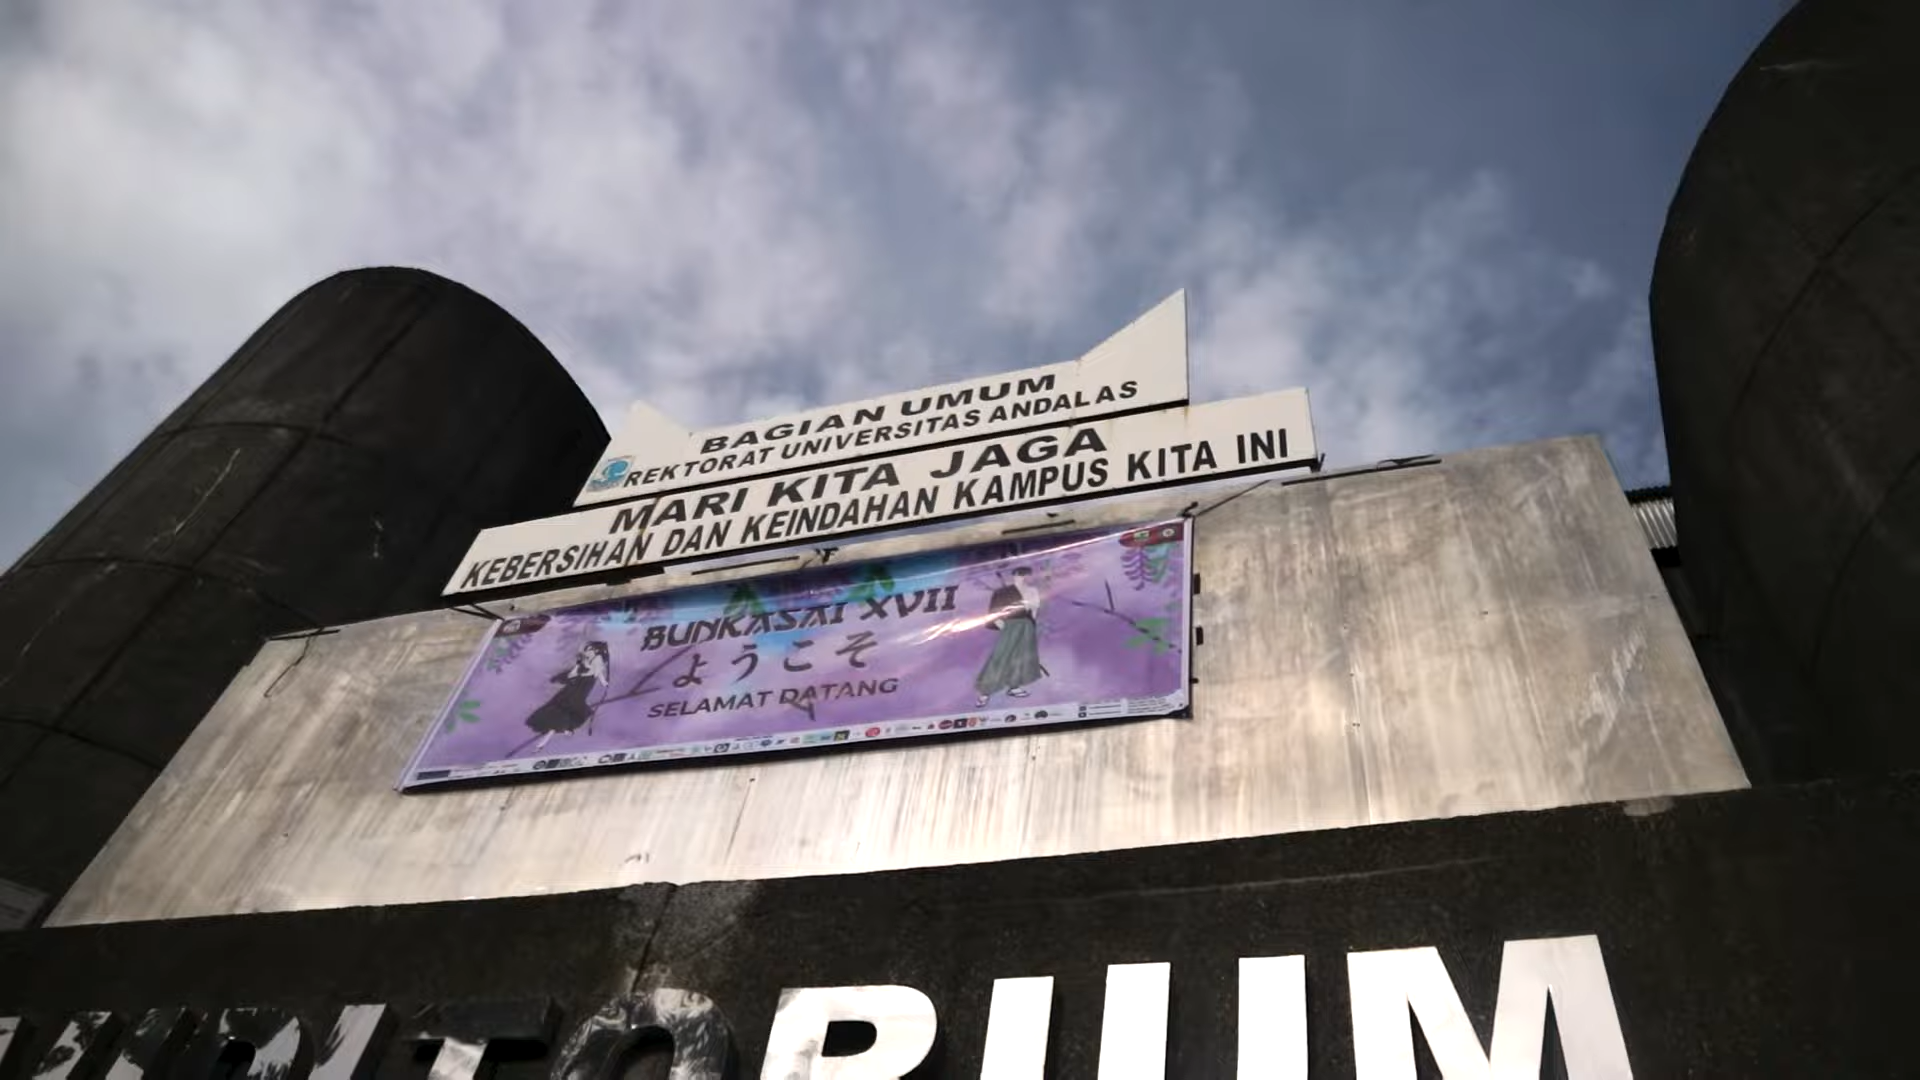 BAGIAN UMUM
REKTORAT UNIVERSITAS ANDALAS
MARI KITA JAGA
KEBERSIHAN DAN KEINDAHAN KAMPUS KITA INI
BUNKASAI XVII
ようこそ
SELAMAT DATANG
AUDITORIUM